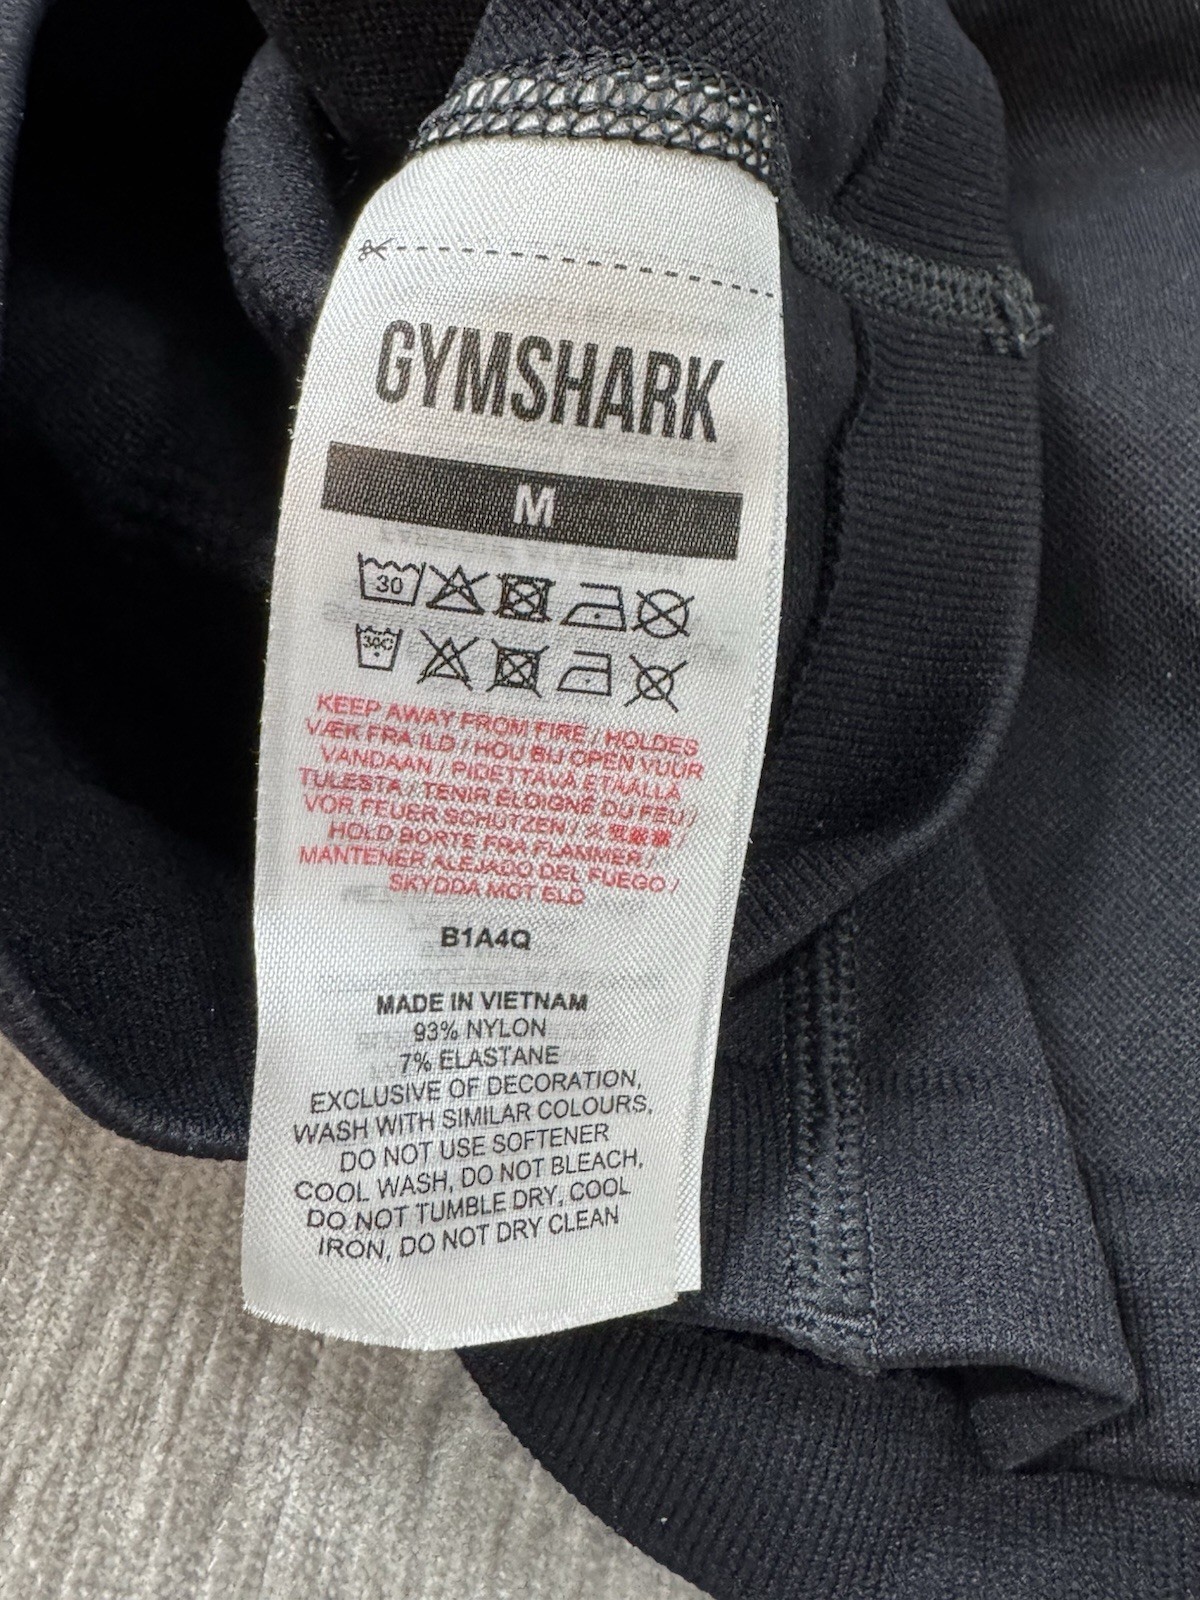 GYMSHARK
M
30
30C
KEEP AWAY FROM FIRE / HOLDES
VÆK FRA ILD / HOU BIJ OPEN VUUR
VANDAAN / PIDETTÄVÄ ETÄÄLLÄ
TULESTA / TENIR ÉLOIGNÉ DU FEU /
VOR FEUER SCHÜTZEN /
HOLD BORTE FRA FLAMMER /
MANTENER ALEJADO DEL FUEGO /
SKYDDA MOT ELD
B1A4Q
MADE IN VIETNAM
93% NYLON
7% ELASTANE
EXCLUSIVE OF DECORATION,
WASH WITH SIMILAR COLOURS,
DO NOT USE SOFTENER
COOL WASH, DO NOT BLEACH,
DO NOT TUMBLE DRY, COOL
IRON, DO NOT DRY CLEAN